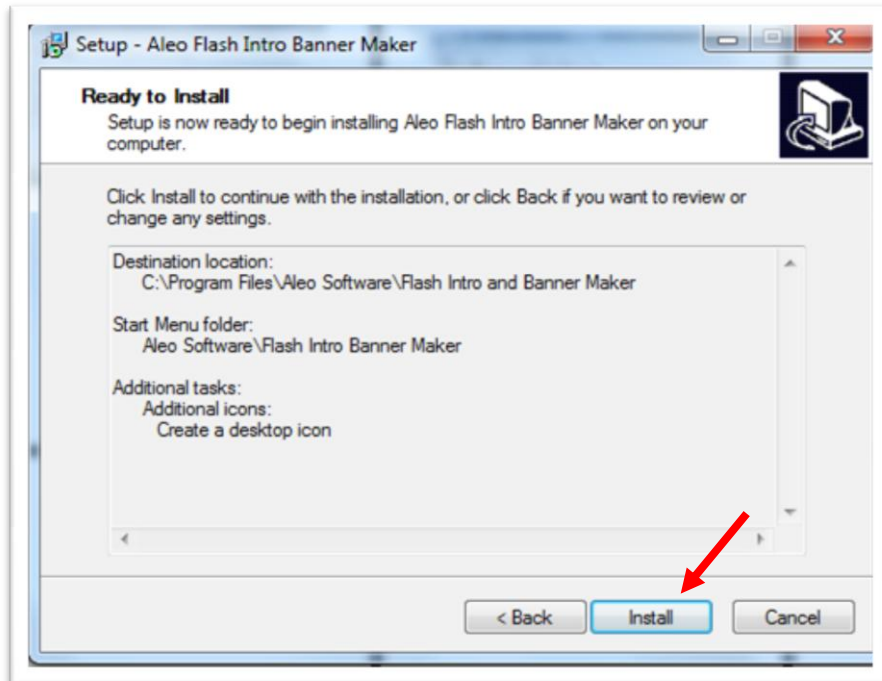 Setup - Aleo Flash Intro Banner Maker
Ready to Install
Setup is now ready to begin installing Aleo Flash Intro Banner Maker on your
computer.
Click Install to continue with the installation, or click Back if you want to review or
change any settings.
Destination location:
C:\Program Files\Aleo Software\Flash Intro and Banner Maker
Start Menu folder:
Aleo Software\Flash Intro Banner Maker
Additional tasks:
Additional icons:
Create a desktop icon
< Back Install Cancel